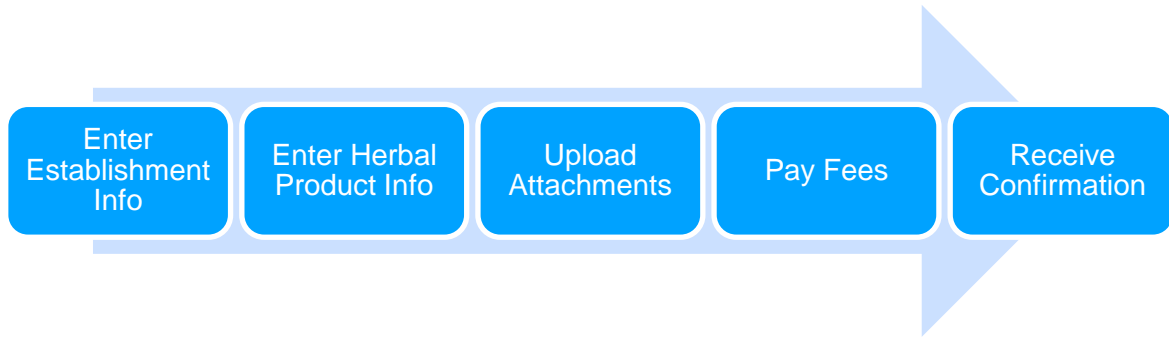 Enter
Establishment
Info
Enter Herbal
Product Info
Upload
Attachments
Pay Fees
Receive
Confirmation